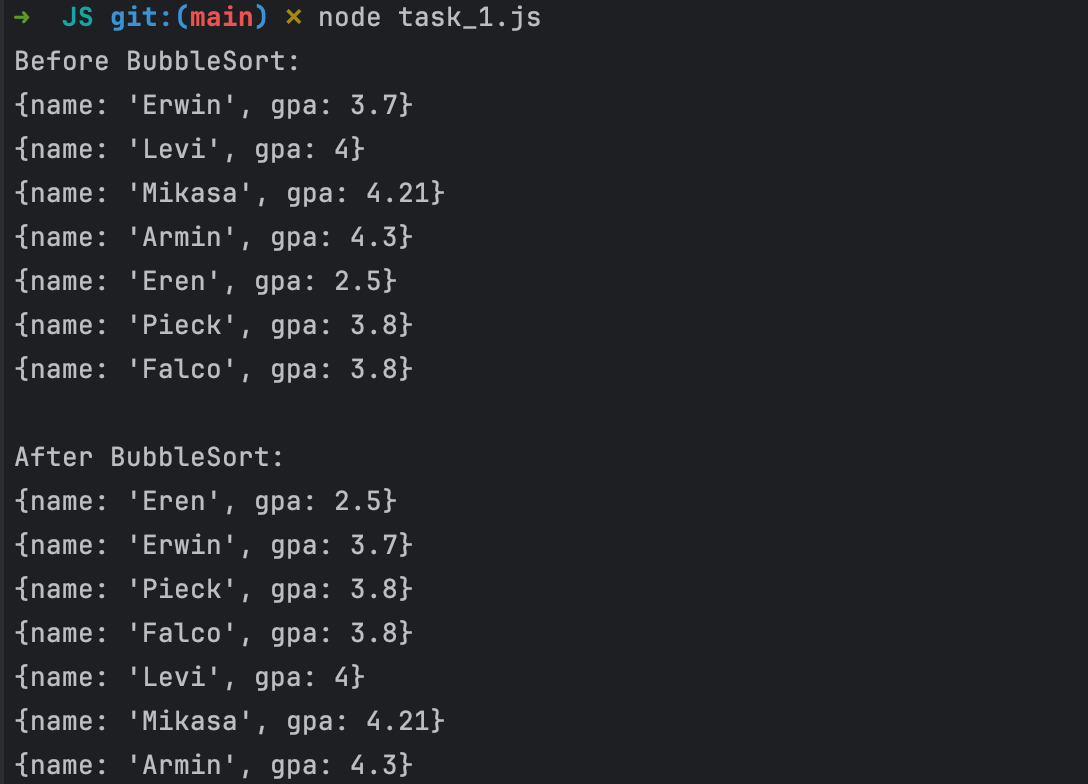 → JS git:(main) × node task_1.js
Before BubbleSort:
{name: 'Erwin', gpa: 3.7}
{name: 'Levi', gpa: 4}
{name: 'Mikasa', gpa: 4.21}
{name: 'Armin', gpa: 4.3}
{name: 'Eren', gpa: 2.5}
{name: 'Pieck', gpa: 3.8}
{name: 'Falco', gpa: 3.8}
After BubbleSort:
{name: 'Eren', gpa: 2.5}
{name: 'Erwin', gpa: 3.7}
{name: 'Pieck', gpa: 3.8}
{name: 'Falco', gpa: 3.8}
{name: 'Levi', gpa: 4}
{name: 'Mikasa', gpa: 4.21}
{name: 'Armin', gpa: 4.3}